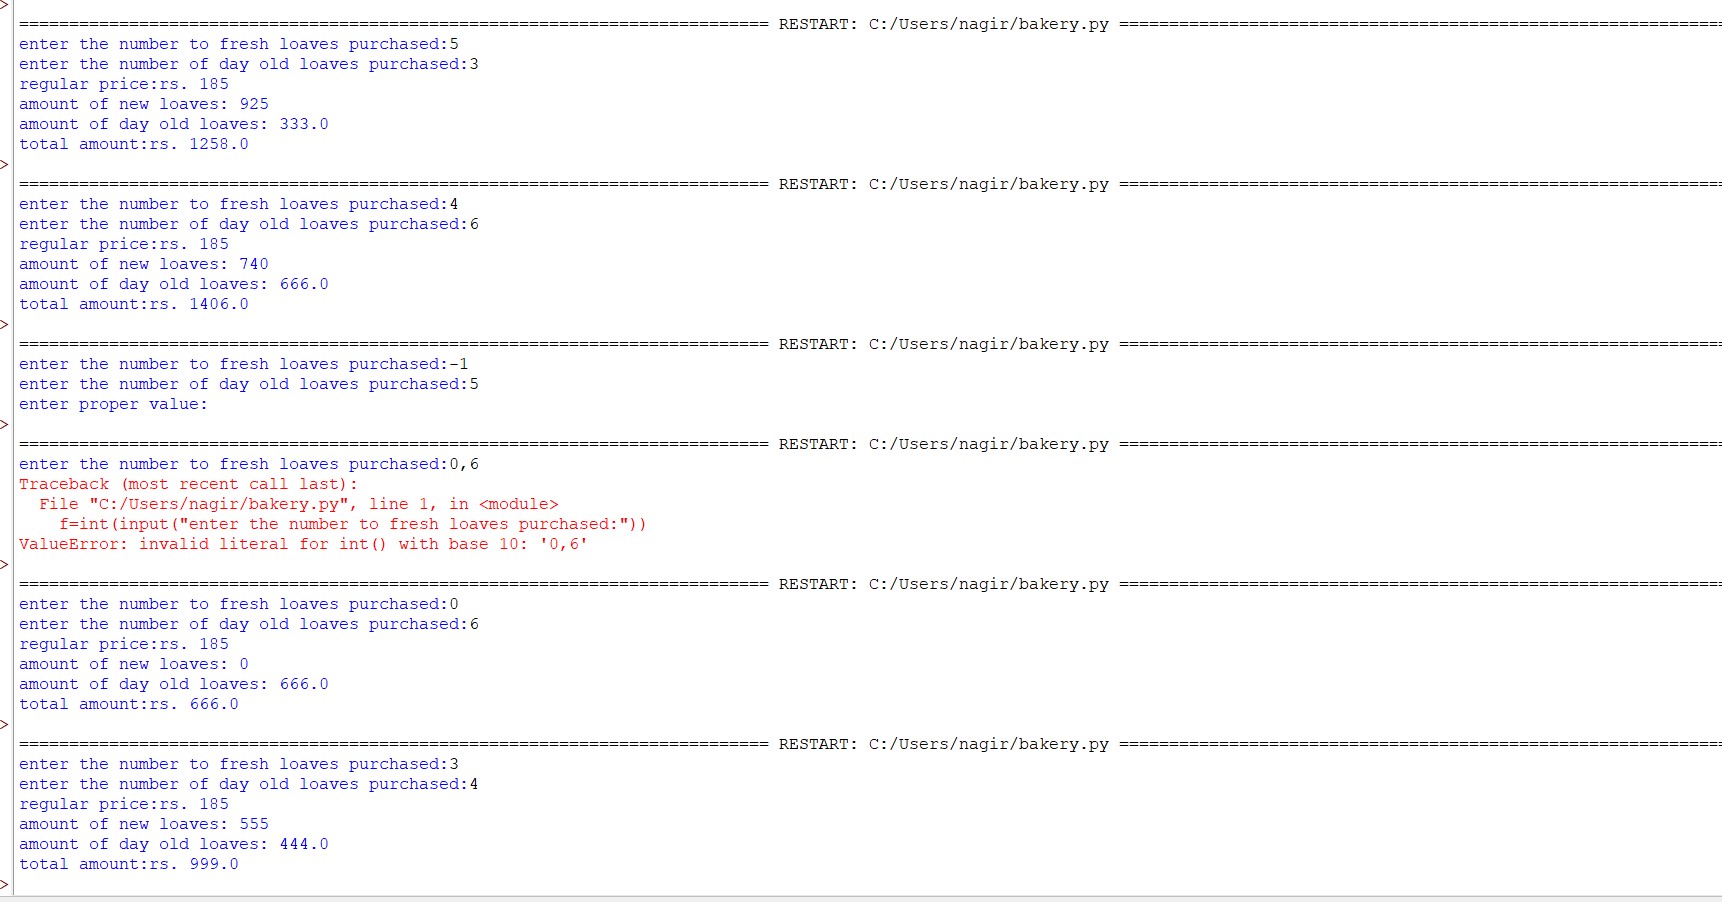 >
=========================================================================== RESTART: C:/Users/nagir/bakery.py =============================================================
enter the number to fresh loaves purchased:5
enter the number of day old loaves purchased:3
regular price:rs. 185
amount of new loaves: 925
amount of day old loaves: 333.0
total amount:rs. 1258.0
>
=========================================================================== RESTART: C:/Users/nagir/bakery.py =============================================================
enter the number to fresh loaves purchased:4
enter the number of day old loaves purchased:6
regular price:rs. 185
amount of new loaves: 740
amount of day old loaves: 666.0
total amount:rs. 1406.0
>
=========================================================================== RESTART: C:/Users/nagir/bakery.py =============================================================
enter the number to fresh loaves purchased:-1
enter the number of day old loaves purchased:5
enter proper value:
>
=========================================================================== RESTART: C:/Users/nagir/bakery.py =============================================================
enter the number to fresh loaves purchased:0,6
Traceback (most recent call last):
  File "C:/Users/nagir/bakery.py", line 1, in <module>
    f=int(input("enter the number to fresh loaves purchased:"))
ValueError: invalid literal for int() with base 10: '0,6'
>
=========================================================================== RESTART: C:/Users/nagir/bakery.py =============================================================
enter the number to fresh loaves purchased:0
enter the number of day old loaves purchased:6
regular price:rs. 185
amount of new loaves: 0
amount of day old loaves: 666.0
total amount:rs. 666.0
>
=========================================================================== RESTART: C:/Users/nagir/bakery.py =============================================================
enter the number to fresh loaves purchased:3
enter the number of day old loaves purchased:4
regular price:rs. 185
amount of new loaves: 555
amount of day old loaves: 444.0
total amount:rs. 999.0
>